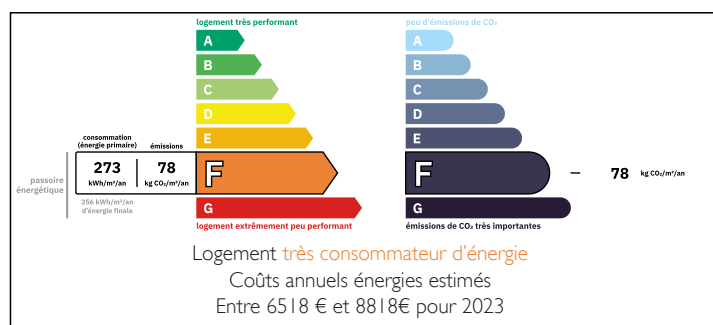 logement très performant
A
B
C
D
E
consommation
(énergie primaire)
émissions
passoire
énergétique
273
kWh/m²/an
78
kg CO₂/m²/an
F
256 kWh/m²/an
d'énergie finale
G
logement extrêmement peu performant
peu d'émissions de CO₂
A
B
C
D
E
F
78 kg CO₂/m²/an
G
émissions de CO₂ très importantes
Logement très consommateur d'énergie
Coûts annuels énergies estimés
Entre 6518 € et 8818€ pour 2023